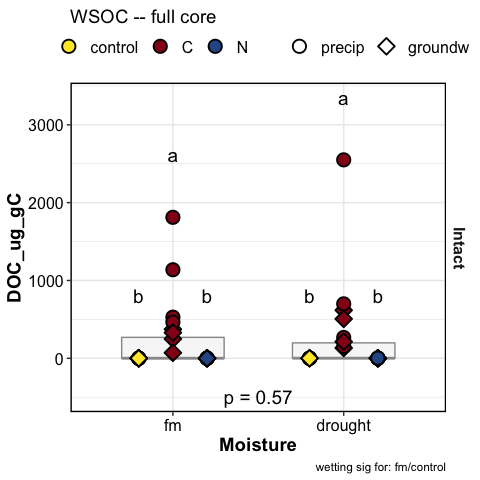 WSOC -- full core
control C N precip groundw
a
a
b b b b
3000
2000
1000
0
DOC_ug_gC
Intact
p = 0.57
fm drought
Moisture
wetting sig for: fm/control